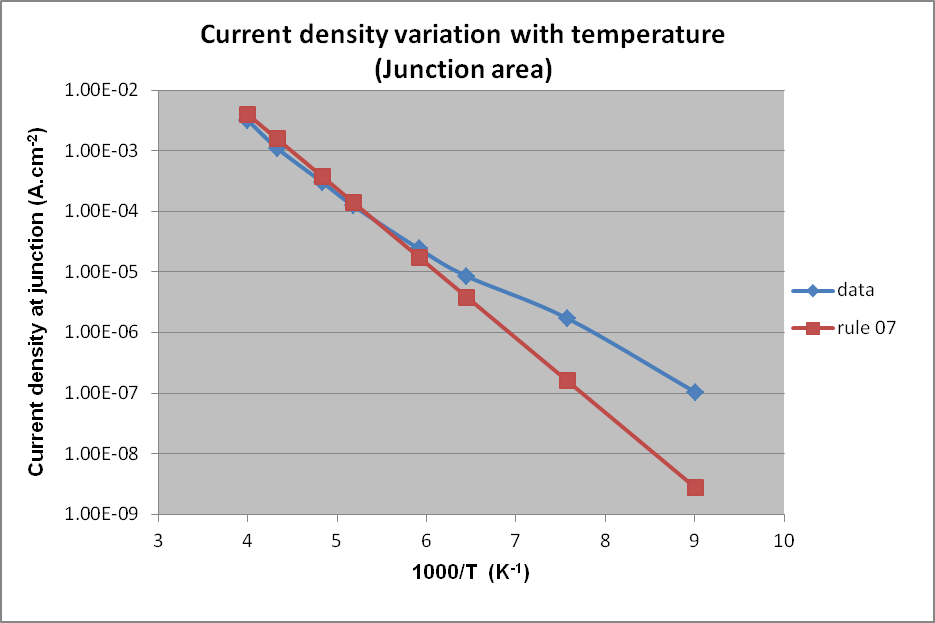 Current density variation with temperature
(Junction area)
Current density at junction (A.cm-2)
1.00E-02
1.00E-03
1.00E-04
1.00E-05
1.00E-06
1.00E-07
1.00E-08
1.00E-09
3 4 5 6 7 8 9 10
1000/T (K-1)
data
rule 07